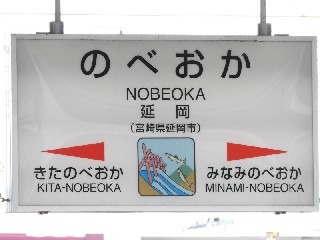 のべおか
NOBEOKA
延岡
(宮崎県延岡市)
きたのべおか
KITA-NOBEOKA
みなみのべおか
MINAMI-NOBEOKA